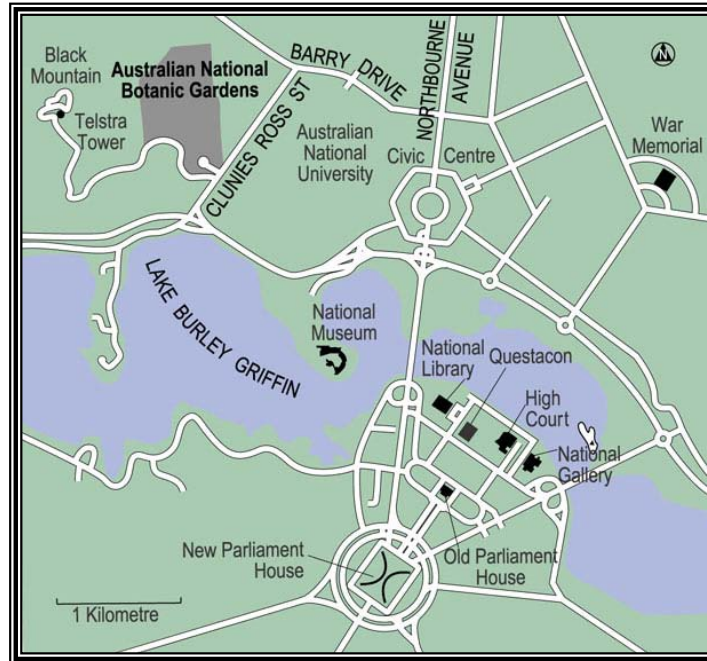 Black
Mountain
Australian National
Botanic Gardens
Telstra
Tower
CLUNIES ROSS ST
BARRY DRIVE
NORTHBOURNE
AVENUE
Australian
National
University
Civic Centre
War
Memorial
N
LAKE BURLEY GRIFFIN
National
Museum
National
Library
Questacon
High
Court
National
Gallery
New Parliament
House
Old Parliament
House
1 Kilometre